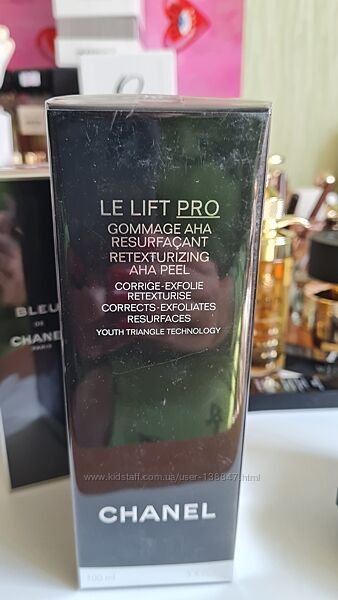 LE LIFT PRO
GOMMAGE AHA
RESURFAÇANT
RETEXTURIZING
AHA PEEL
CORRIGE-EXFOLIE
RETEXTURISE
CORRECTS-EXFOLIATES
RESURFACES
YOUTH TRIANGLE TECHNOLOGY
BLEU
DE
CHANEL
PARIS
www.kidstaff.com.ua/user-138847.html
CHANEL
100 ml